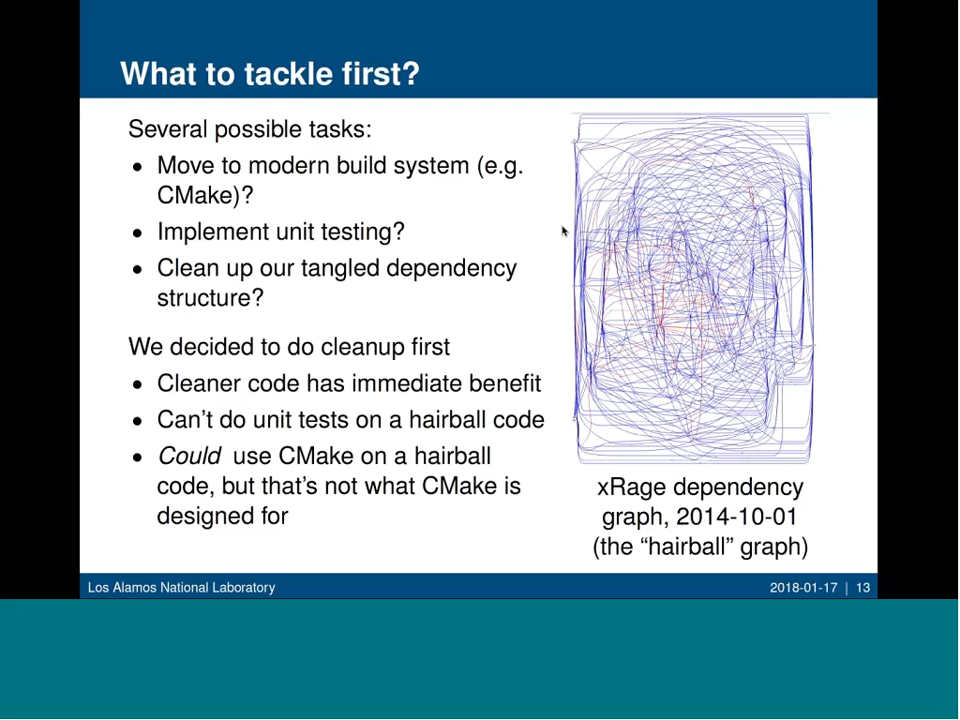 What to tackle first?
Several possible tasks:
• Move to modern build system (e.g.
CMake)?
• Implement unit testing?
• Clean up our tangled dependency
structure?
We decided to do cleanup first
• Cleaner code has immediate benefit
• Can't do unit tests on a hairball code
• Could use CMake on a hairball
code, but that's not what CMake is
designed for
xRage dependency
graph, 2014-10-01
(the “hairball” graph)
Los Alamos National Laboratory
2018-01-17 | 13